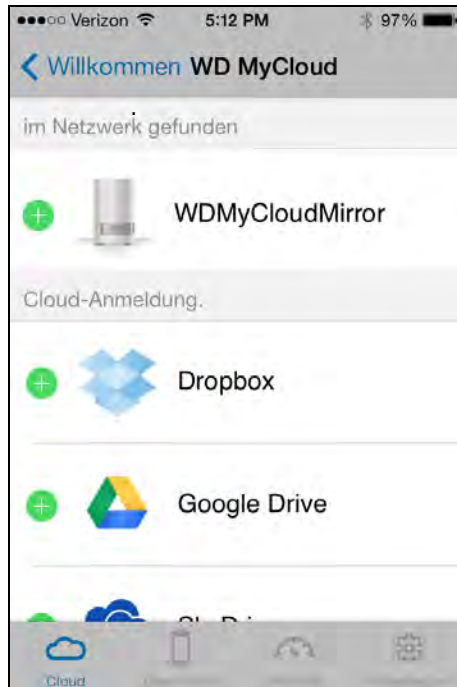 Verizon 5:12 PM 97%
Willkommen WD MyCloud
im Netzwerk gefunden
WDMyCloudMirror
Cloud-Anmeldung.
Dropbox
Google Drive
Cloud